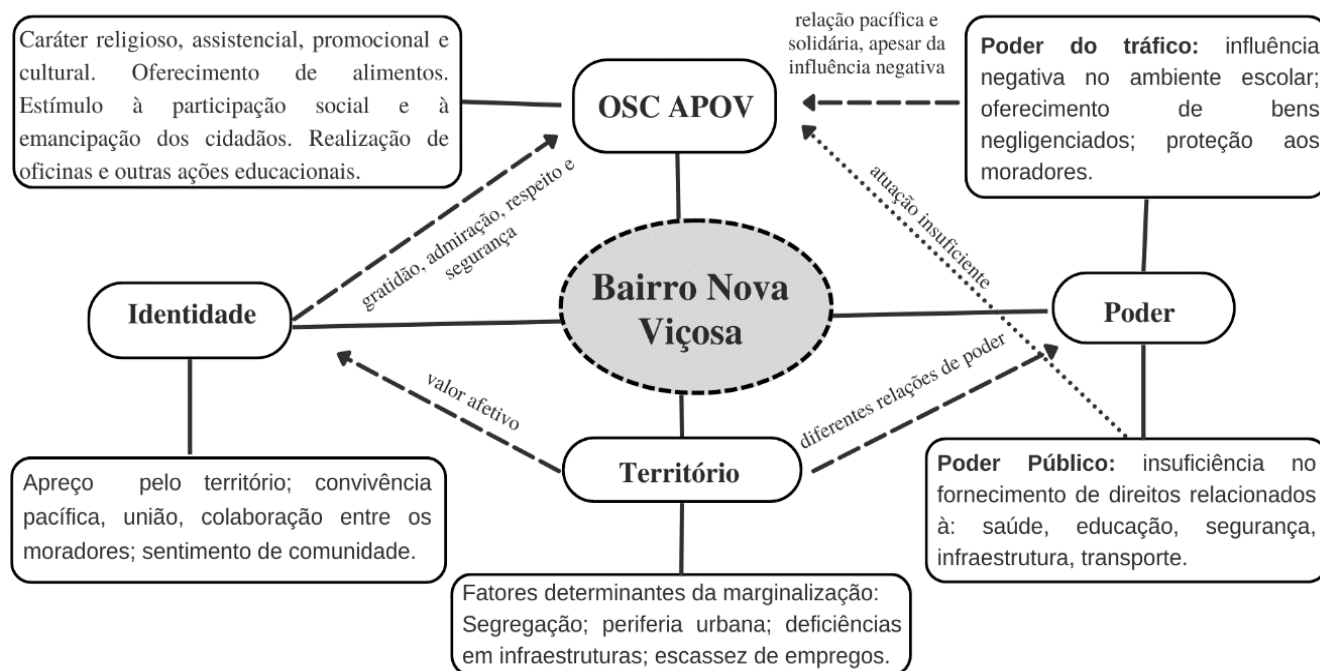 Caráter religioso, assistencial, promocional e
cultural. Oferecimento de alimentos.
Estímulo à participação social e à
emancipação dos cidadãos. Realização de
oficinas e outras ações educacionais.
OSC APOV
relação pacífica e
solidária, apesar da
influência negativa
Poder do tráfico: influência
negativa no ambiente escolar;
oferecimento de bens
negligenciados; proteção aos
moradores.
gratidão, admiração, respeito e
segurança
atuação insuficiente
Identidade
Bairro Nova
Viçosa
Poder
valor afetivo
diferentes relações de poder
Território
Apreço pelo território; convivência
pacífica, união, colaboração entre os
moradores; sentimento de comunidade.
Poder Público: insuficiência no
fornecimento de direitos relacionados
à: saúde, educação, segurança,
infraestrutura, transporte.
Fatores determinantes da marginalização:
Segregação; periferia urbana; deficiências
em infraestruturas; escassez de empregos.